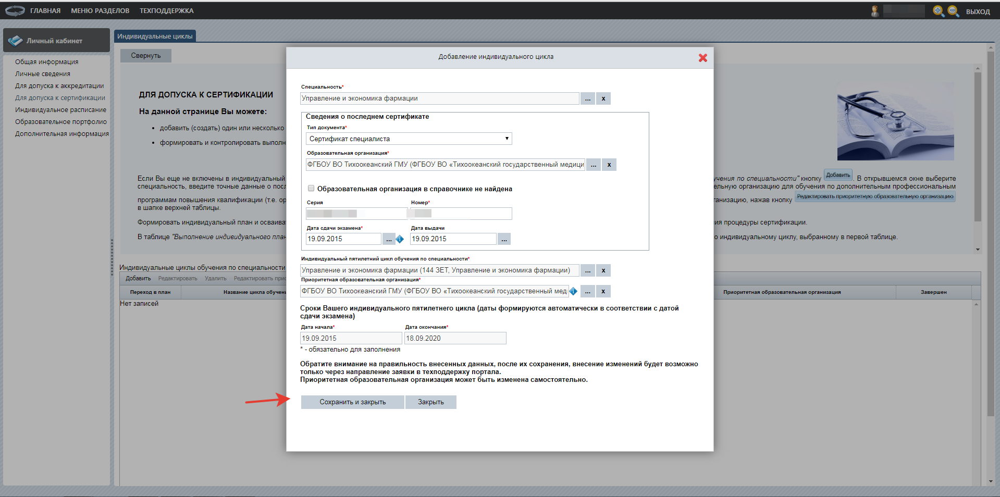 ГЛАВНАЯ МЕНЮ РАЗДЕЛОВ ТЕХПОДДЕРЖКА ВЫХОД
Личный кабинет
Общая информация
Личные сведения
Для допуска к аккредитации
Для допуска к сертификации
Индивидуальное расписание
Образовательное портфолио
Дополнительная информация
Индивидуальные циклы
Свернуть
ДЛЯ ДОПУСКА К СЕРТИФИКАЦИИ
На данной странице Вы можете:
• добавить (создать) один или несколько
• формировать и контролировать выполн
Если Вы еще не включены в индивидуальный
чения по специальности" кнопку Добавить. В открывшемся окне выберите
специальность, введите точные данные о посл
ельную организацию для обучения по дополнительным профессиональным
программам повышения квалификации (т.е. ор
ганизацию, нажав кнопку Редактировать приоритетную образовательную организацию
в шапке верхней таблицы.
Формировать индивидуальный план и осваива
ия процедуры сертификации.
В таблице "Выполнение индивидуального план
о индивидуальному циклу, выбранному в первой таблице.
Индивидуальные циклы обучения по специальности
Добавить Редактировать Удалить Редактировать прио
Переход в план Название цикла обучени Приоритетная образовательная организация Завершен
Нет записей
Добавление индивидуального цикла
Специальность*
Управление и экономика фармации ... x
Сведения о последнем сертификате
Тип документа*
Сертификат специалиста
Образовательная организация*
ФГБОУ ВО Тихоокеанский ГМУ (ФГБОУ ВО «Тихоокеанский государственный медици ... x
Образовательная организация в справочнике не найдена
Серия Номер*
Дата сдачи экзамена* Дата выдачи
19.09.2015 ... 19.09.2015 ...
Индивидуальный пятилетний цикл обучения по специальности*
Управление и экономика фармации (144 ЗЕТ, Управление и экономика фармации) ... x
Приоритетная образовательная организация*
ФГБОУ ВО Тихоокеанский ГМУ (ФГБОУ ВО «Тихоокеанский государственный мед ... x
Сроки Вашего индивидуального пятилетнего цикла (даты формируются автоматически в соответствии с датой
сдачи экзамена)
Дата начала* Дата окончания*
19.09.2015 18.09.2020
* - обязательно для заполнения
Обратите внимание на правильность внесенных данных, после их сохранения, внесение изменений будет возможно
только через направление заявки в техподдержку портала.
Приоритетная образовательная организация может быть изменена самостоятельно.
Сохранить и закрыть Закрыть